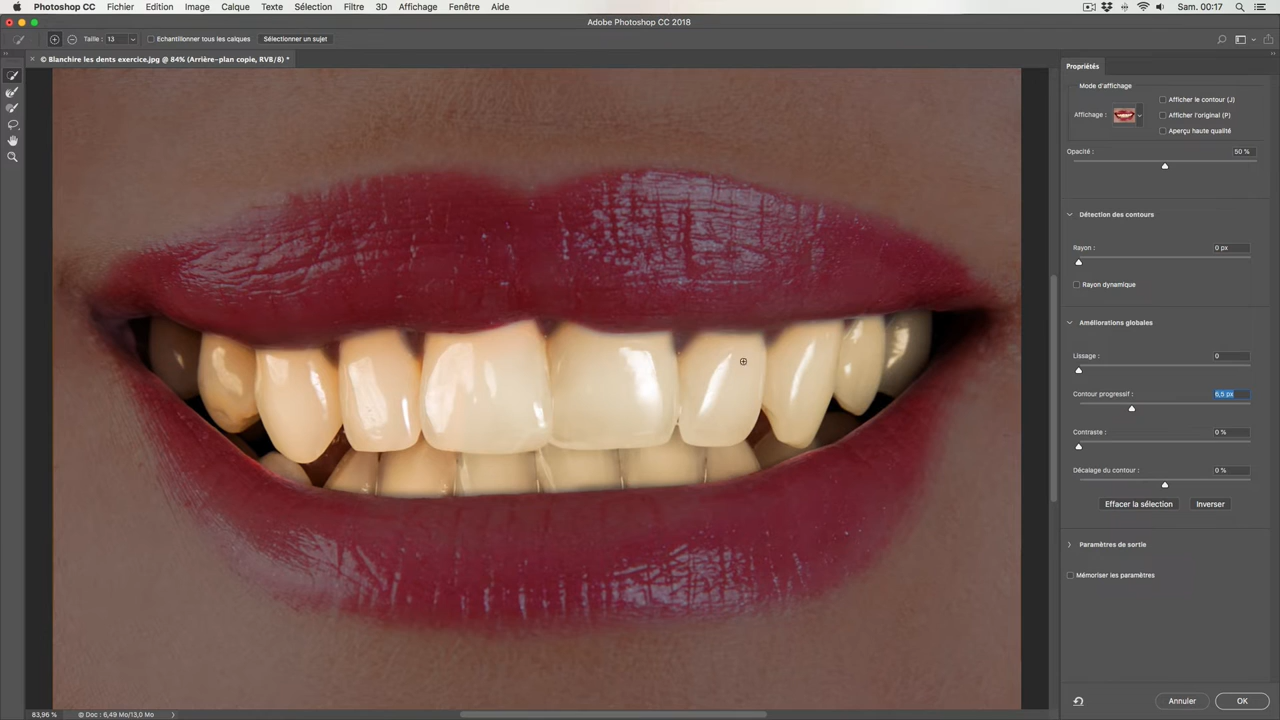 Photoshop CC Fichier Edition Image Calque Texte Sélection Filtre 3D Affichage Fenêtre Aide Sam. 00:17
Adobe Photoshop CC 2018
Taille : 13 Echantillonner tous les calques Sélectionner un sujet
© Blanchire les dents exercice.jpg @ 84% (Arrière-plan copie, RVB/8) *
Propriétés
Mode d'affichage
Afficher le contour (J)
Affichage : Afficher l'original (P)
Aperçu haute qualité
Opacité : 50 %
Détection des contours
Rayon : 0 px
Rayon dynamique
Améliorations globales
Lissage : 0
Contour progressif : 6,5 px
Contraste : 0 %
Décalage du contour : 0 %
Effacer la sélection Inverser
Paramètres de sortie
Mémoriser les paramètres
Annuler OK
83,96 % Doc : 6,49 Mo/13,0 Mo